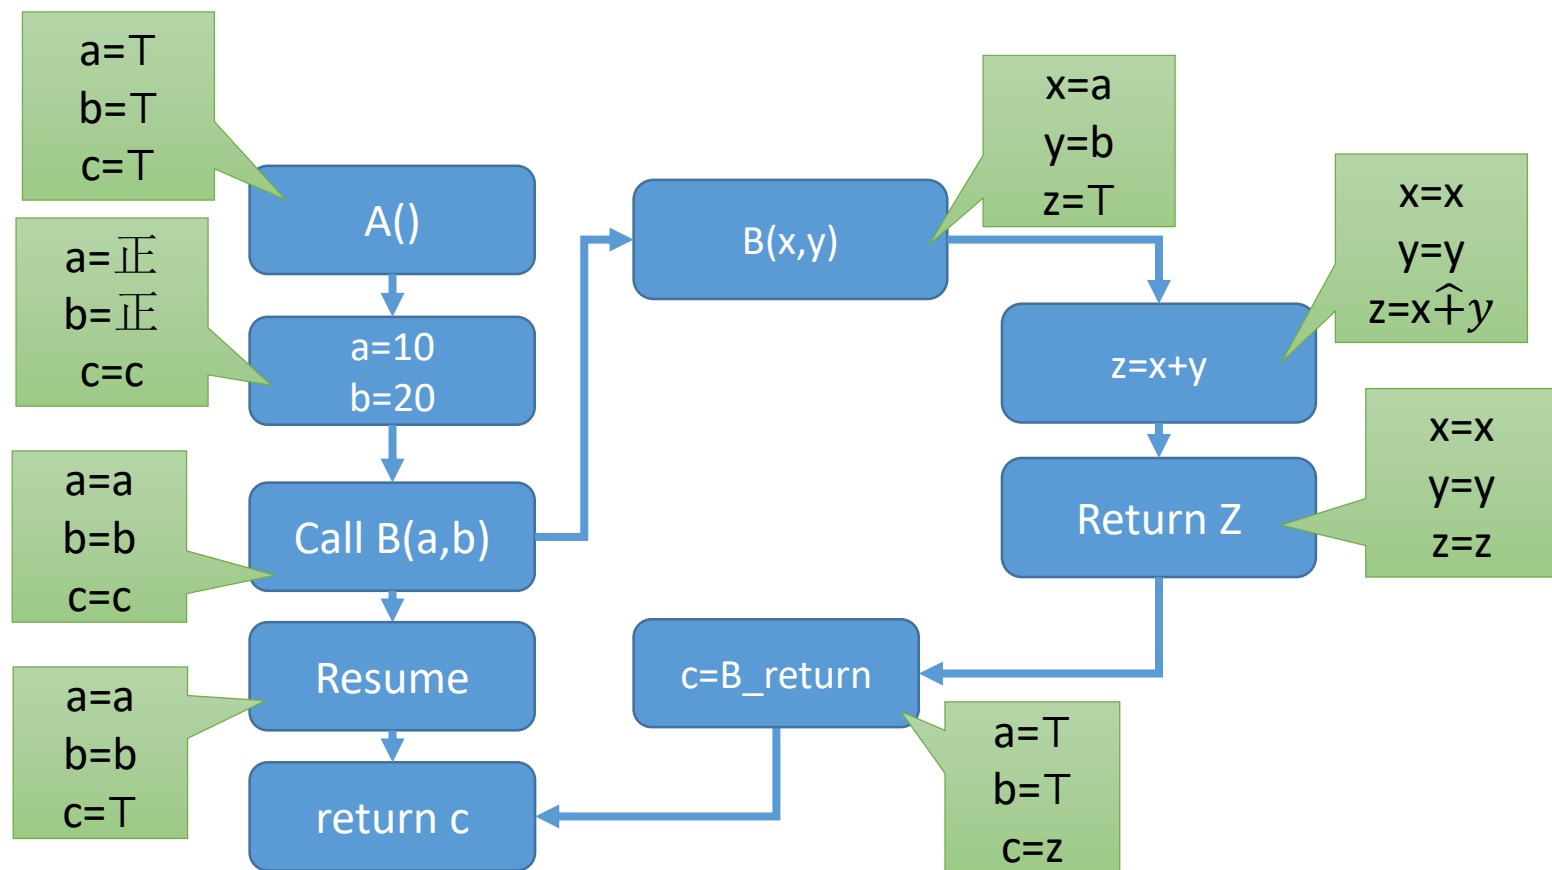 a=⊤
b=⊤
c=⊤
A()
a=正
b=正
c=c
a=10
b=20
a=a
b=b
c=c
Call B(a,b)
a=a
b=b
c=⊤
Resume
return c
x=a
y=b
z=⊤
B(x,y)
x=x
y=y
z=x+̂y
z=x+y
x=x
y=y
z=z
Return Z
c=B_return
a=⊤
b=⊤
c=z